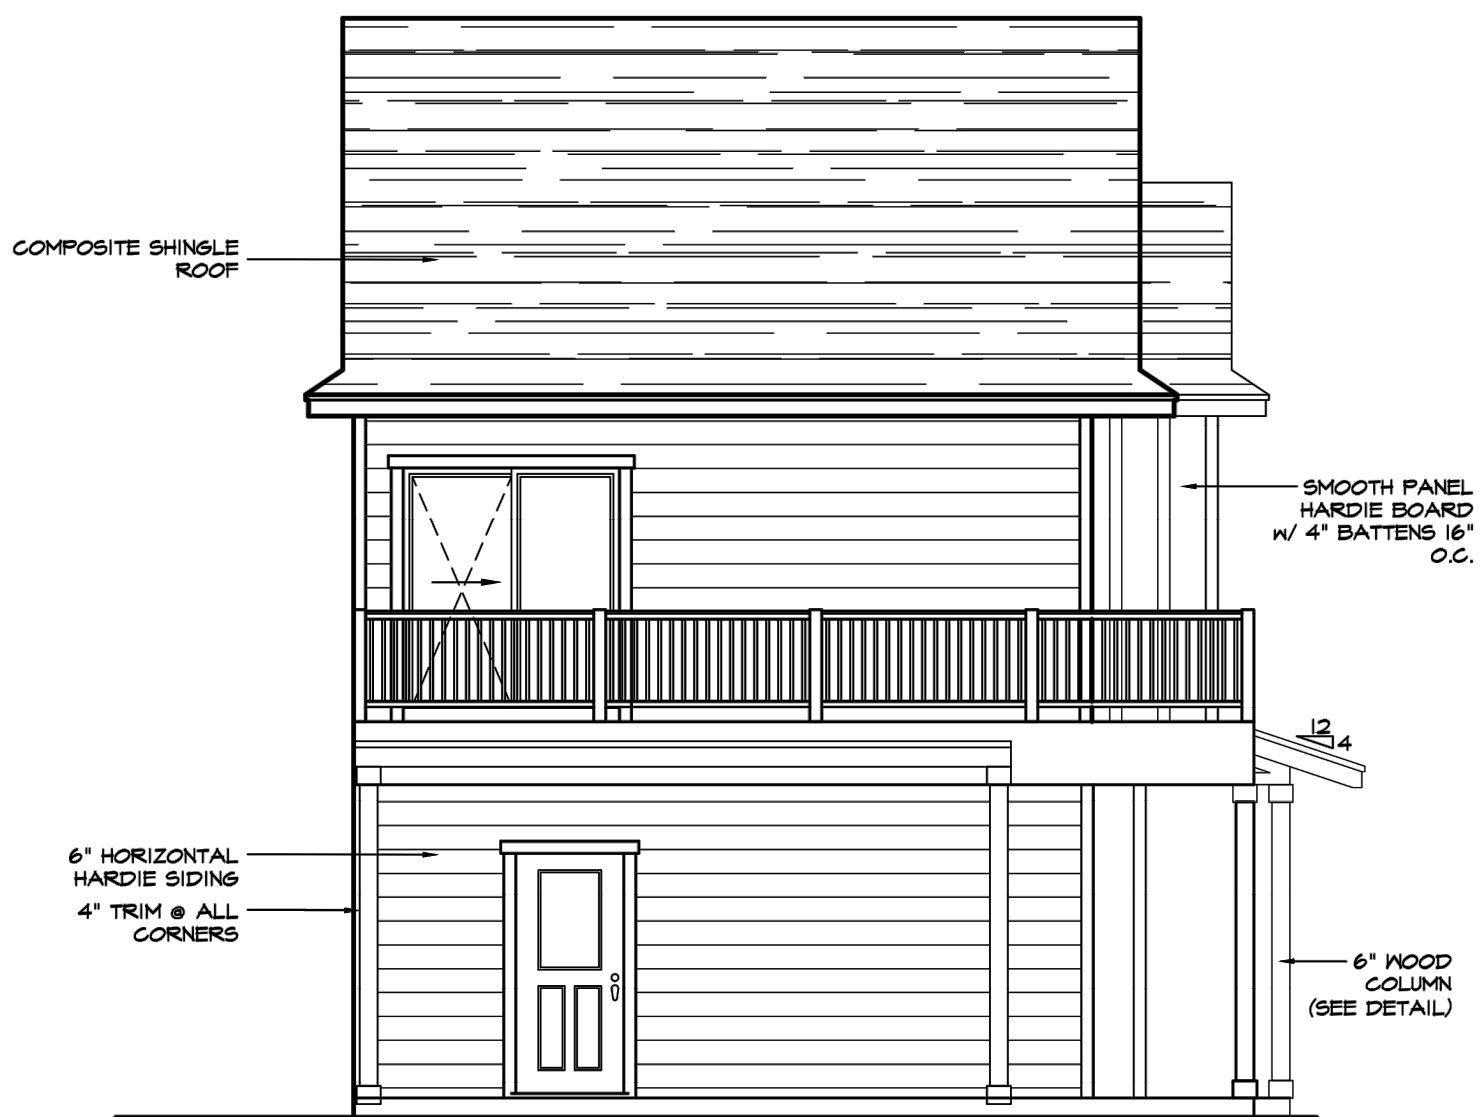 COMPOSITE SHINGLE
ROOF
SMOOTH PANEL
HARDIE BOARD
W/ 4" BATTENS 16"
O.C.
12
4
6" HORIZONTAL
HARDIE SIDING
4" TRIM @ ALL
CORNERS
6" WOOD
COLUMN
(SEE DETAIL)